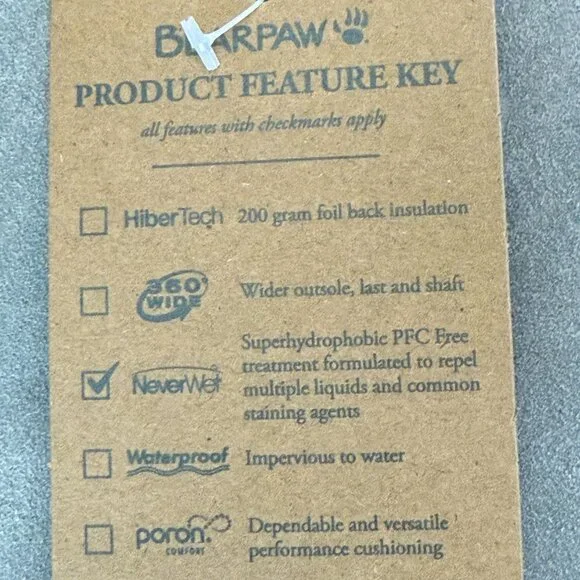 BEARPAW
PRODUCT FEATURE KEY
all features with checkmarks apply
HiberTech 200 gram foil back insulation
360° WIDE Wider outsole, last and shaft
Superhydrophobic PFC Free
treatment formulated to repel
NeverWet multiple liquids and common
staining agents
Waterproof Impervious to water
poron Dependable and versatile
COMFORT performance cushioning